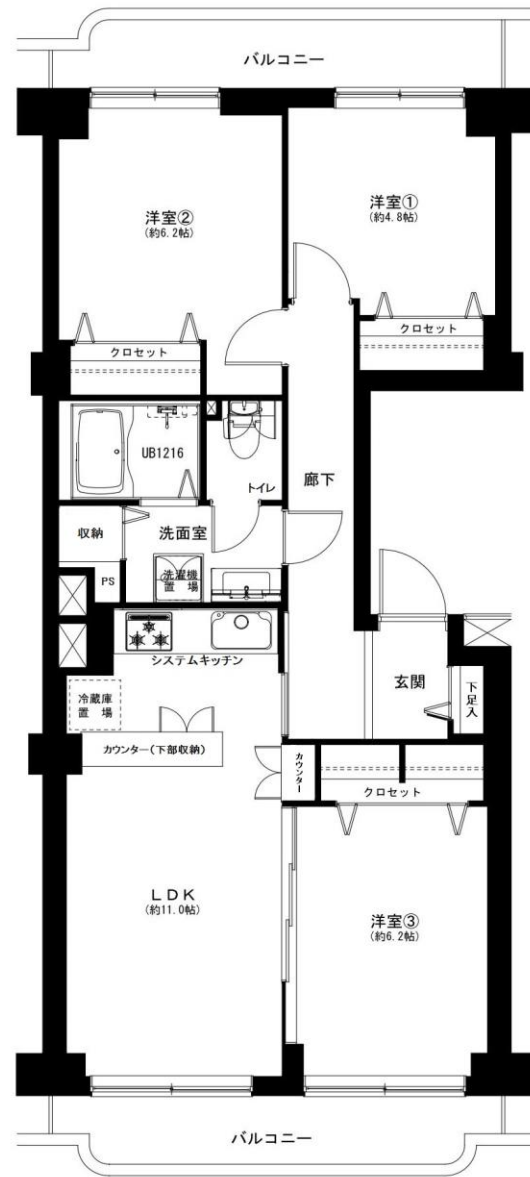 バルコニー
洋室②
(約6.2帖)
洋室①
(約4.8帖)
クロゼット
クロゼット
UB1216
トイレ
廊下
収納
洗面室
PS
洗濯機
置場
システムキッチン
玄関
下足入
冷蔵庫
置場
カウンター(下部収納)
カウンター
クロゼット
LDK
(約11.0帖)
洋室③
(約6.2帖)
バルコニー